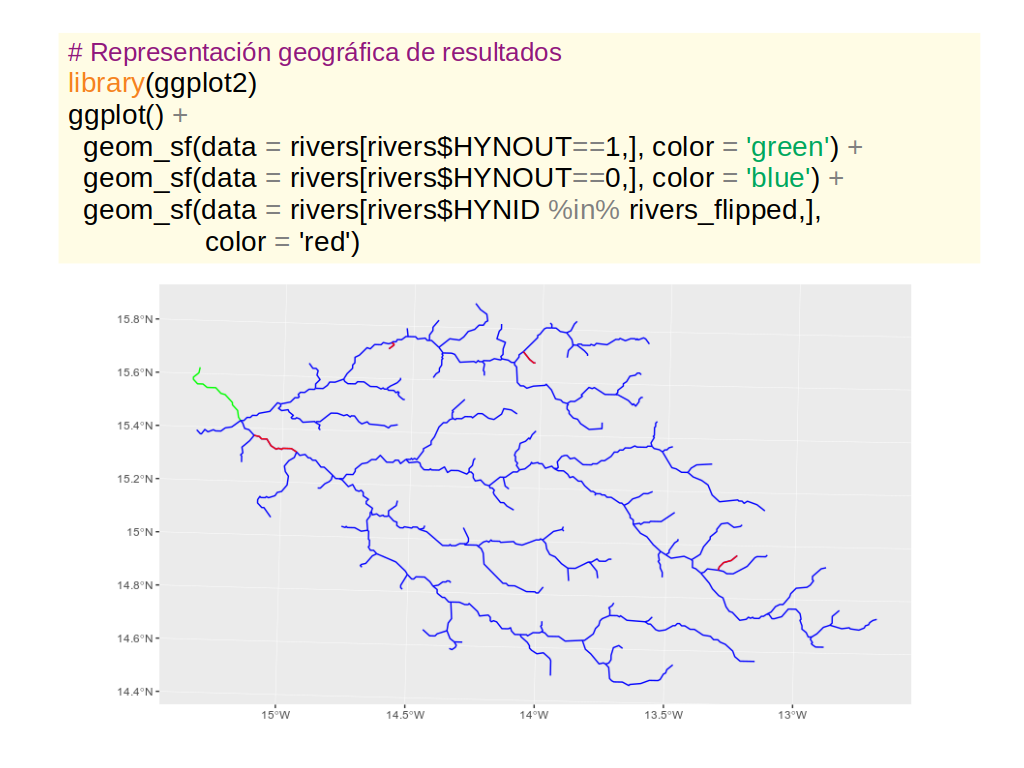 # Representación geográfica de resultados
library(ggplot2)
ggplot() +
geom_sf(data = rivers[rivers$HYNOUT==1,], color = 'green') +
geom_sf(data = rivers[rivers$HYNOUT==0,], color = 'blue') +
geom_sf(data = rivers[rivers$HYNID %in% rivers_flipped,],
color = 'red')
15.8°N
15.6°N
15.4°N
15.2°N
15°N
14.8°N
14.6°N
14.4°N
15°W 14.5°W 14°W 13.5°W 13°W